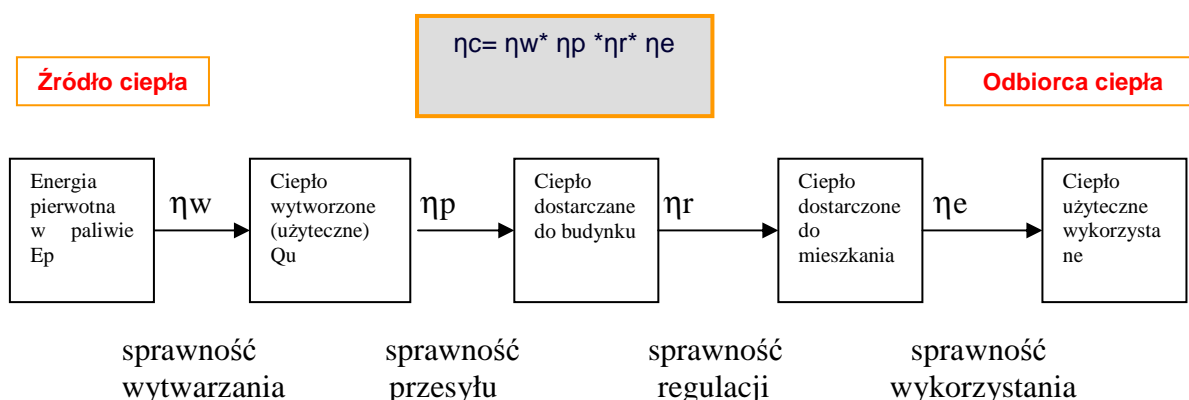 ηc= ηw* ηp *ηr* ηe
Źródło ciepła
Odbiorca ciepła
Energia
pierwotna
w paliwie
Ep
ηw
Ciepło
wytworzone
(użyteczne)
Qu
ηp
Ciepło
dostarczane
do budynku
ηr
Ciepło
dostarczone
do
mieszkania
ηe
Ciepło
użyteczne
wykorzysta
ne
sprawność
wytwarzania
sprawność
przesyłu
sprawność
regulacji
sprawność
wykorzystania